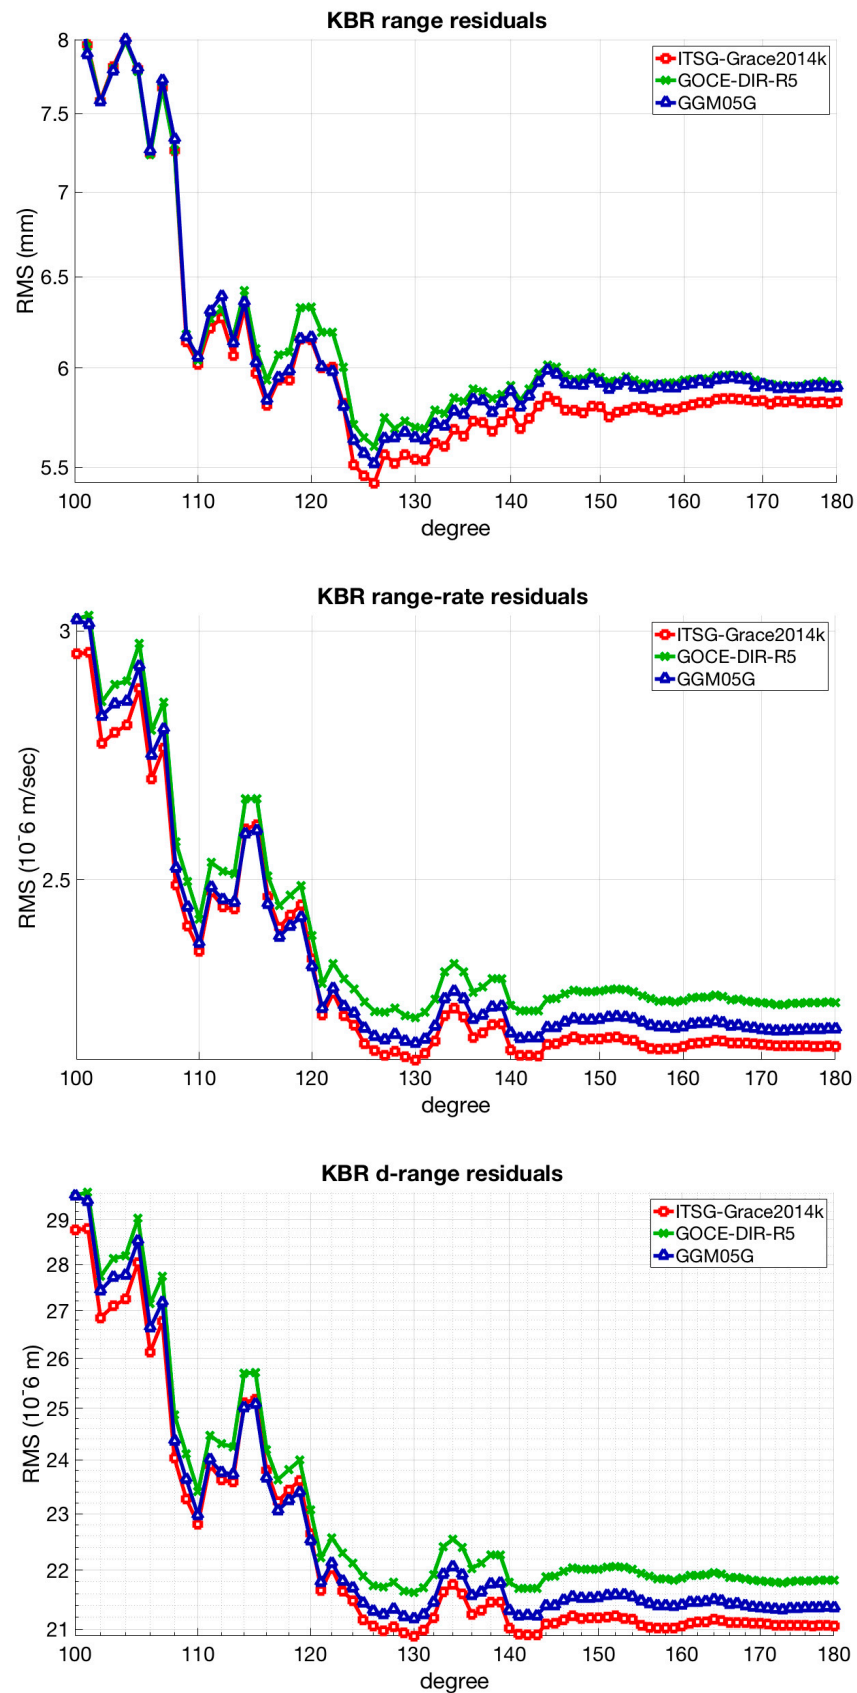 KBR range residuals
8
7.5
7
6.5
6
5.5
RMS (mm)
ITSG-Grace2014k
GOCE-DIR-R5
GGM05G
100 110 120 130 140 150 160 170 180
degree
KBR range-rate residuals
3
2.5
RMS (10^-6 m/sec)
ITSG-Grace2014k
GOCE-DIR-R5
GGM05G
100 110 120 130 140 150 160 170 180
degree
KBR d-range residuals
29
28
27
26
25
24
23
22
21
RMS (10^-6 m)
ITSG-Grace2014k
GOCE-DIR-R5
GGM05G
100 110 120 130 140 150 160 170 180
degree